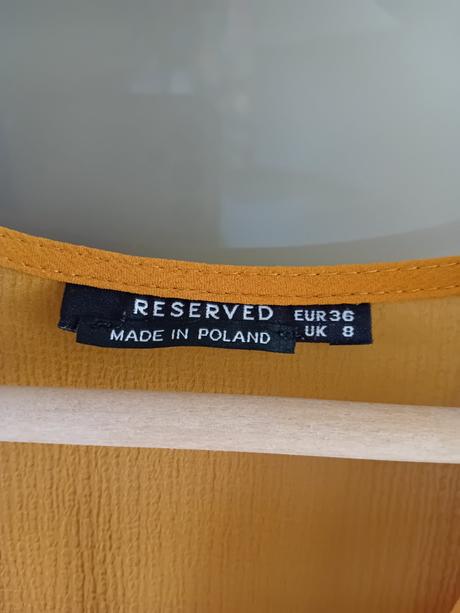 RESERVED EUR 36
UK 8
MADE IN POLAND